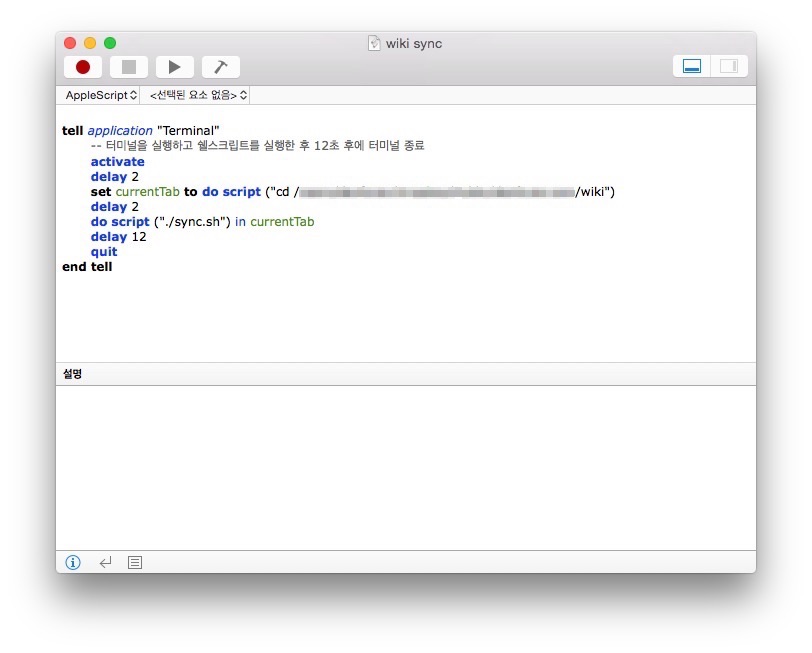 wiki sync
AppleScript <선택된 요소 없음>
tell application "Terminal"
-- 터미널을 실행하고 쉘스크립트를 실행한 후 12초 후에 터미널 종료
activate
delay 2
set currentTab to do script ("cd / /wiki")
delay 2
do script ("./sync.sh") in currentTab
delay 12
quit
end tell
설명